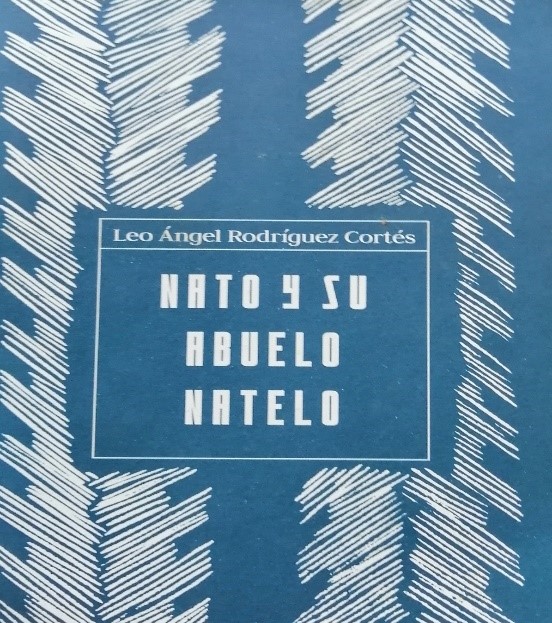 Leo Ángel Rodríguez Cortés
NATO Y SU
ABUELO
NATELO